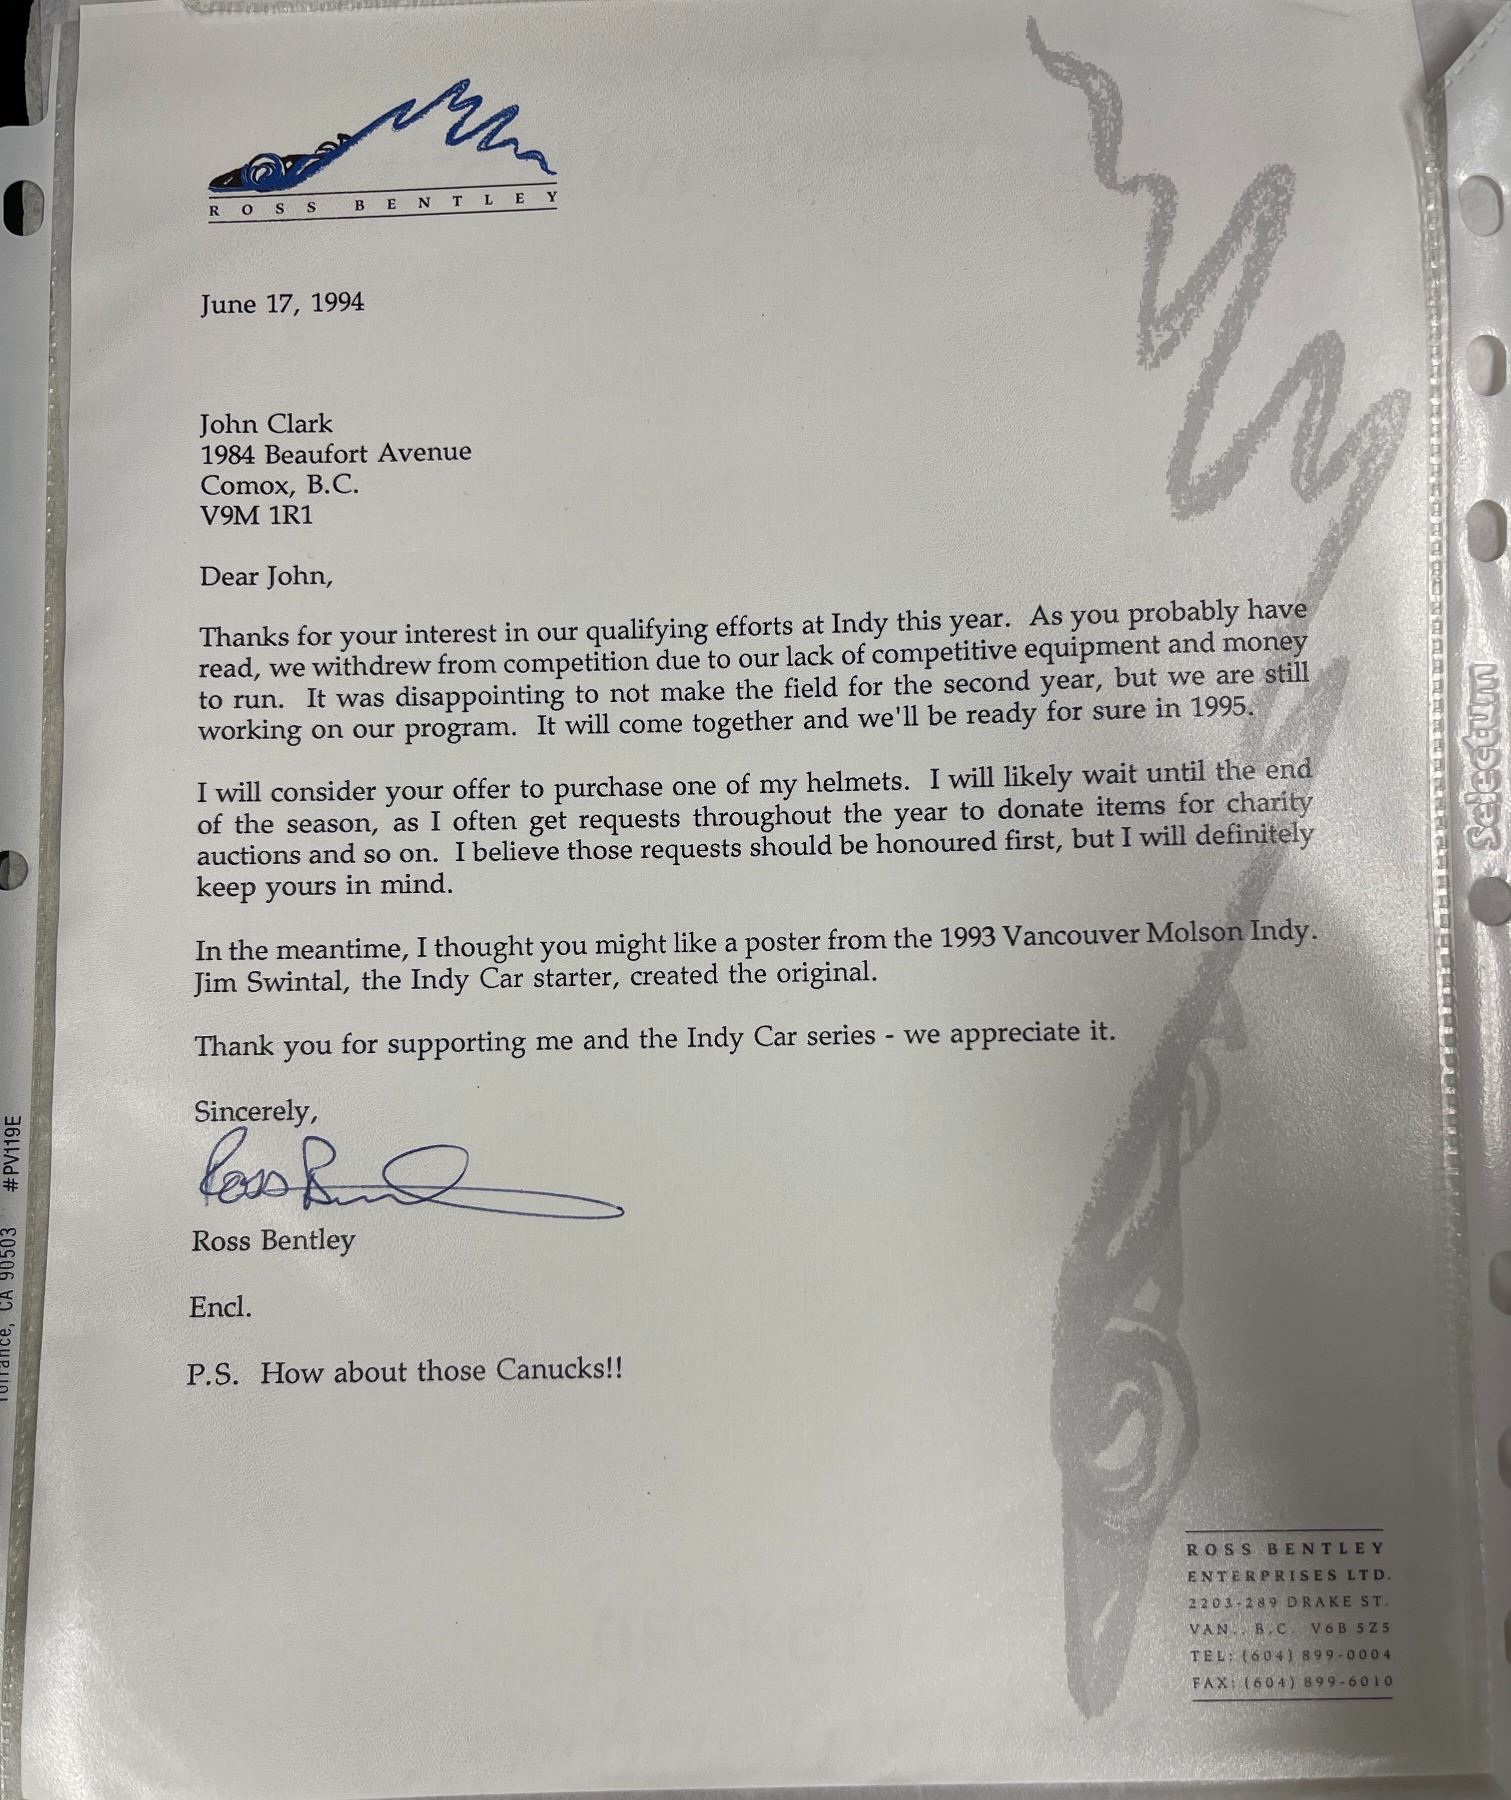 ROSS BENTLEY
June 17, 1994
John Clark
1984 Beaufort Avenue
Comox, B.C.
V9M 1R1
Dear John,
Thanks for your interest in our qualifying efforts at Indy this year. As you probably have
read, we withdrew from competition due to our lack of competitive equipment and money
to run. It was disappointing to not make the field for the second year, but we are still
working on our program. It will come together and we'll be ready for sure in 1995.
I will consider your offer to purchase one of my helmets. I will likely wait until the end
of the season, as I often get requests throughout the year to donate items for charity
auctions and so on. I believe those requests should be honoured first, but I will definitely
keep yours in mind.
In the meantime, I thought you might like a poster from the 1993 Vancouver Molson Indy.
Jim Swintal, the Indy Car starter, created the original.
Thank you for supporting me and the Indy Car series - we appreciate it.
Sincerely,
Ross Bentley
Encl.
P.S. How about those Canucks!!
ROSS BENTLEY
ENTERPRISES LTD.
2203-289 DRAKE ST.
VAN., B.C. V6B 5Z5
TEL: (604) 899-0004
FAX: (604) 899-6010
Selectum
CA 90503 #PV119E